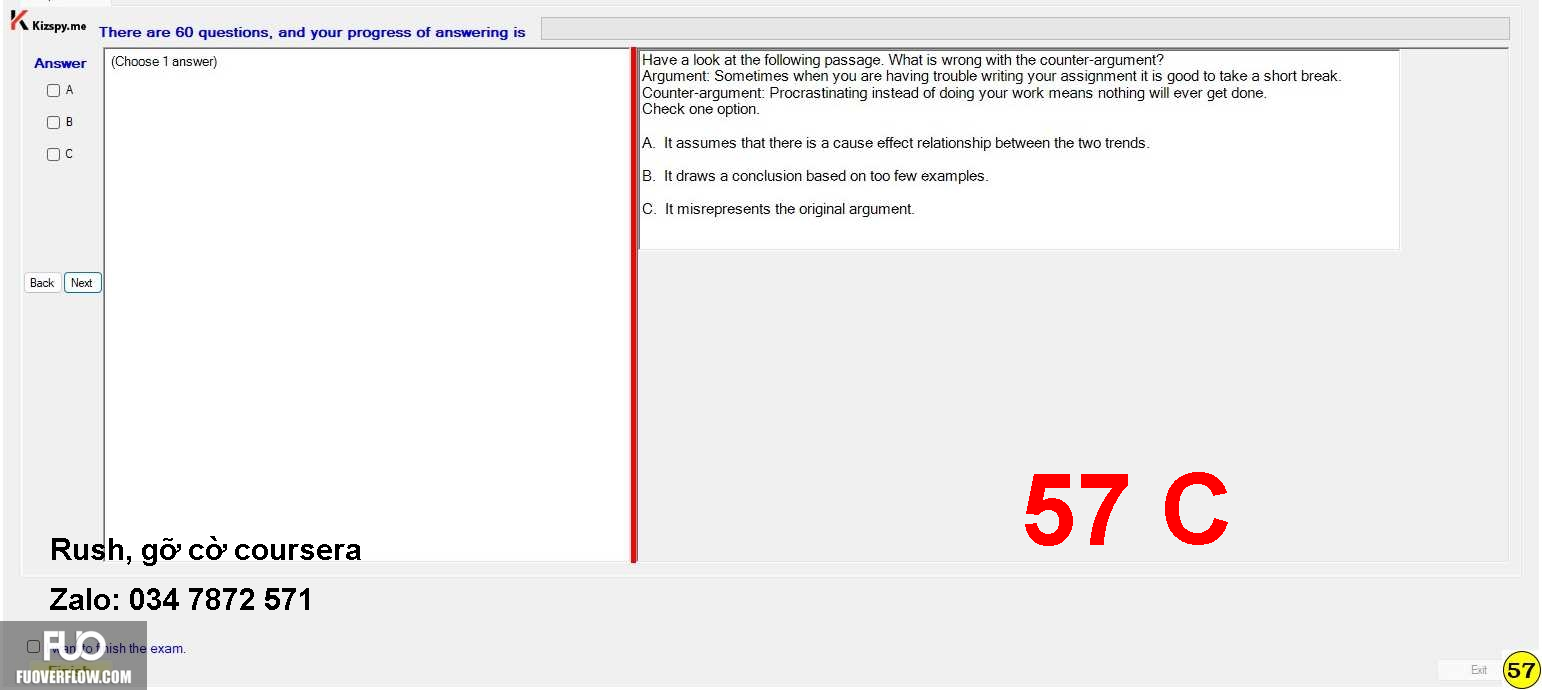 Kizspy.me
There are 60 questions, and your progress of answering is
Answer
(Choose 1 answer)
A
B
C
Back
Next
Have a look at the following passage. What is wrong with the counter-argument?
Argument: Sometimes when you are having trouble writing your assignment it is good to take a short break.
Counter-argument: Procrastinating instead of doing your work means nothing will ever get done.
Check one option.
A. It assumes that there is a cause effect relationship between the two trends.
B. It draws a conclusion based on too few examples.
C. It misrepresents the original argument.
57 C
Rush, gỡ cờ coursera
Zalo: 034 7872 571
want to finish the exam.
Finish
FUO
FUOVERFLOW.COM
Exit
57